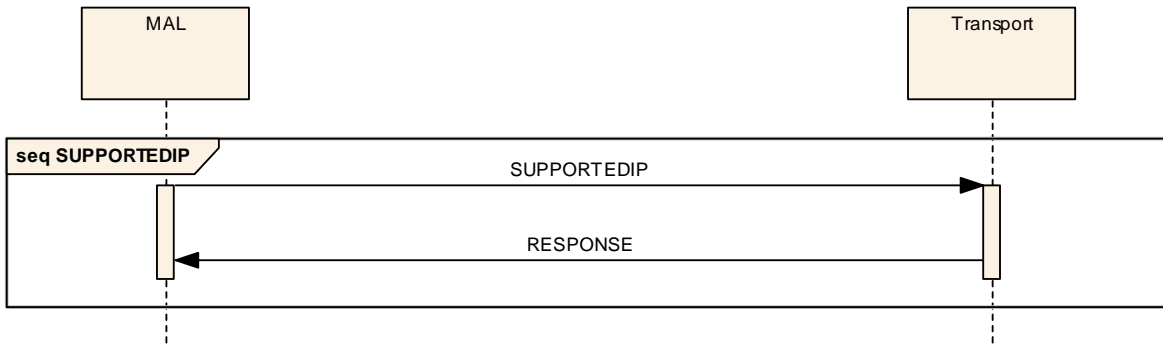 MAL
Transport
seq SUPPORTEDIP
SUPPORTEDIP
RESPONSE